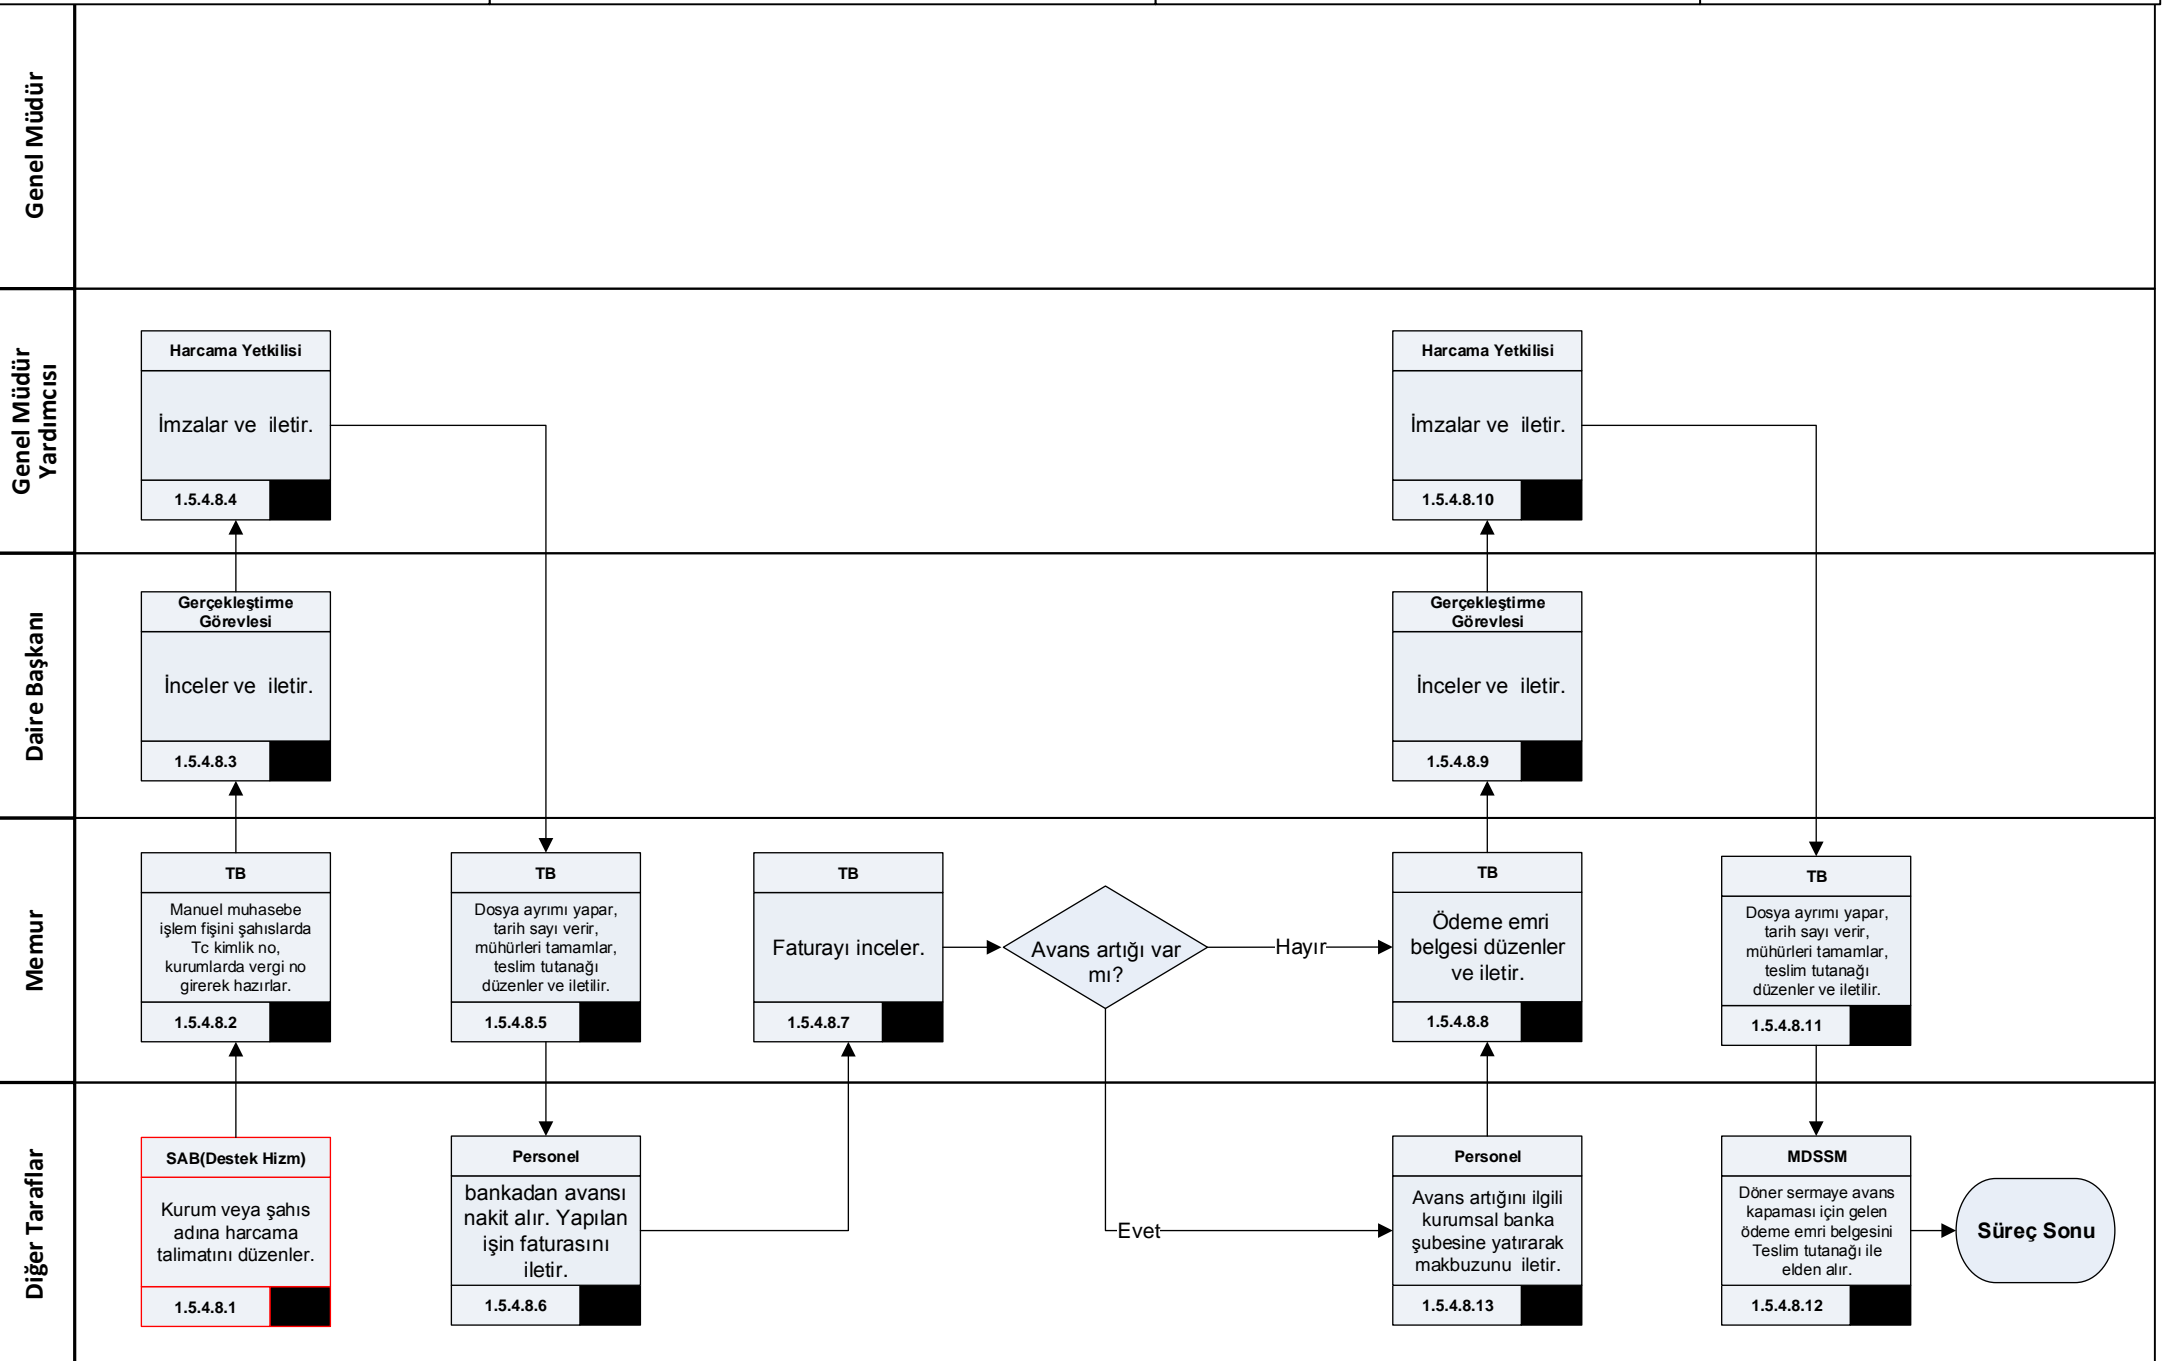 Genel Müdür
Genel Müdür
Yardımcısı
Harcama Yetkilisi
İmzalar ve iletir.
1.5.4.8.4
Harcama Yetkilisi
İmzalar ve iletir.
1.5.4.8.10
Daire Başkanı
Gerçekleştirme
Görevlesi
İnceler ve iletir.
1.5.4.8.3
Gerçekleştirme
Görevlesi
İnceler ve iletir.
1.5.4.8.9
Memur
TB
Manuel muhasebe
işlem fişini şahıslarda
Tc kimlik no,
kurumlarda vergi no
girerek hazırlar.
1.5.4.8.2
TB
Dosya ayrımı yapar,
tarih sayı verir,
mühürleri tamamlar,
teslim tutanağı
düzenler ve iletilir.
1.5.4.8.5
TB
Faturayı inceler.
1.5.4.8.7
Avans artığı var
mı?
Hayır
TB
Ödeme emri
belgesi düzenler
ve iletir.
1.5.4.8.8
TB
Dosya ayrımı yapar,
tarih sayı verir,
mühürleri tamamlar,
teslim tutanağı
düzenler ve iletilir.
1.5.4.8.11
Diğer Taraflar
SAB(Destek Hizm)
Kurum veya şahıs
adına harcama
talimatını düzenler.
1.5.4.8.1
Personel
bankadan avansı
nakit alır. Yapılan
işin faturasını
iletir.
1.5.4.8.6
Evet
Personel
Avans artığını ilgili
kurumsal banka
şubesine yatırarak
makbuzunu iletir.
1.5.4.8.13
MDSSM
Döner sermaye avans
kapaması için gelen
ödeme emri belgesini
Teslim tutanağı ile
elden alır.
1.5.4.8.12
Süreç Sonu